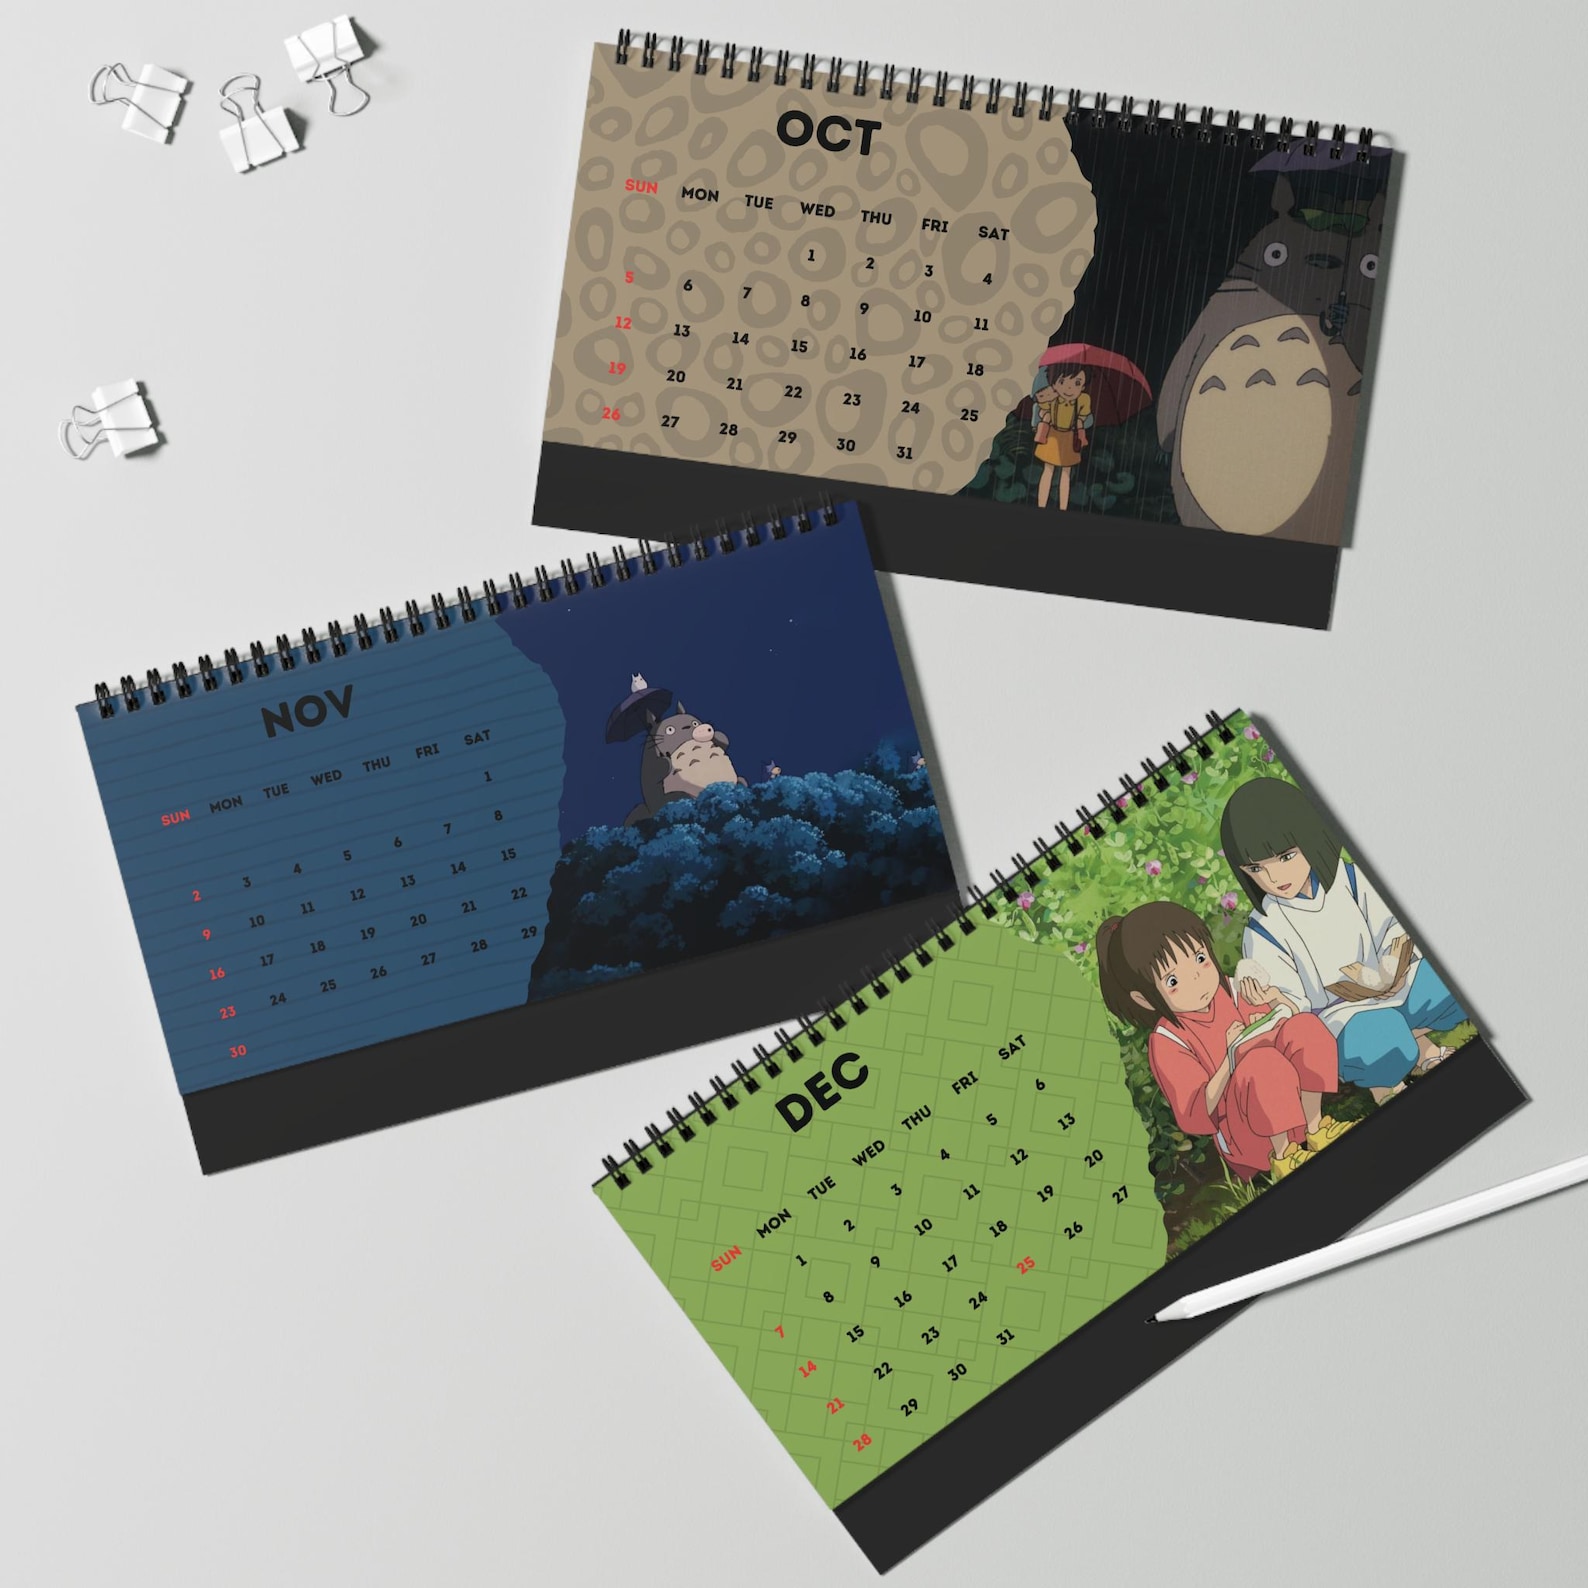 OCT
SUN MON TUE WED THU FRI SAT
1 2 3 4
5 6 7 8 9 10 11
12 13 14 15 16 17 18
19 20 21 22 23 24 25
26 27 28 29 30 31
NOV
SUN MON TUE WED THU FRI SAT
1
2 3 4 5 6 7 8
9 10 11 12 13 14 15
16 17 18 19 20 21 22
23 24 25 26 27 28 29
30
DEC
SUN MON TUE WED THU FRI SAT
1 2 3 4 5 6
7 8 9 10 11 12 13
14 15 16 17 18 19 20
21 22 23 24 25 26 27
28 29 30 31